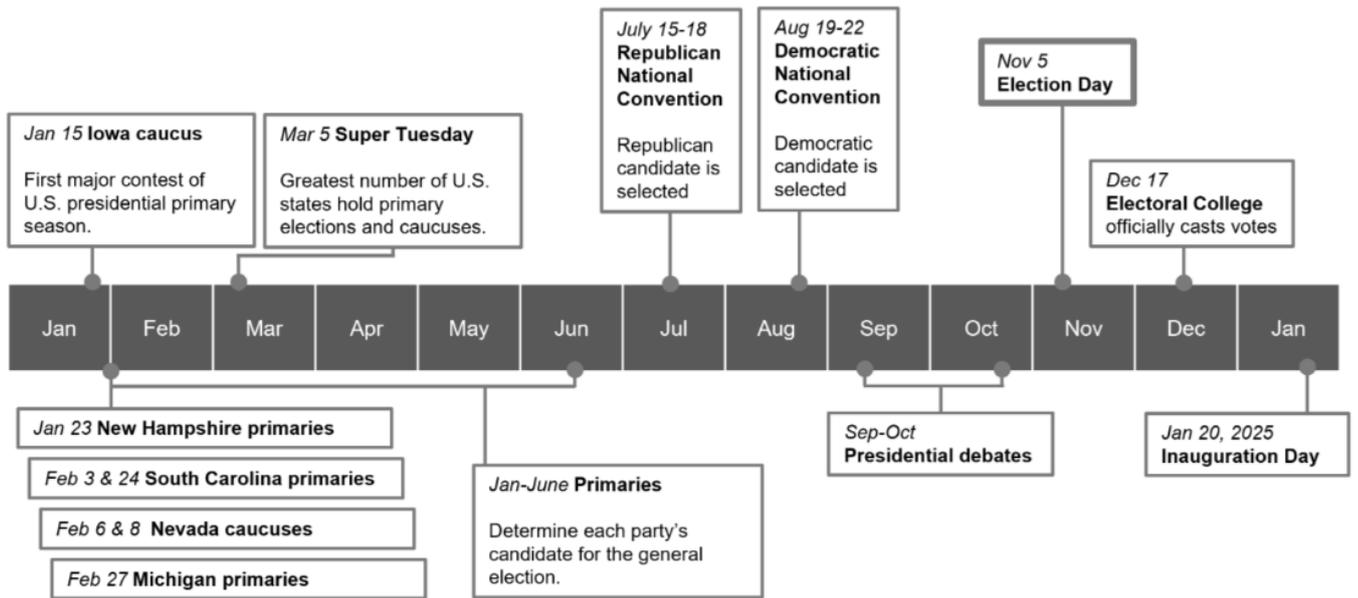 July 15-18
Republican
National
Convention
Republican
candidate is
selected
Aug 19-22
Democratic
National
Convention
Democratic
candidate is
selected
Nov 5
Election Day
Jan 15 Iowa caucus
First major contest of
U.S. presidential primary
season.
Mar 5 Super Tuesday
Greatest number of U.S.
states hold primary
elections and caucuses.
Dec 17
Electoral College
officially casts votes
Jan Feb Mar Apr May Jun Jul Aug Sep Oct Nov Dec Jan
Jan 23 New Hampshire primaries
Feb 3 & 24 South Carolina primaries
Feb 6 & 8 Nevada caucuses
Feb 27 Michigan primaries
Jan-June Primaries
Determine each party's
candidate for the general
election.
Sep-Oct
Presidential debates
Jan 20, 2025
Inauguration Day